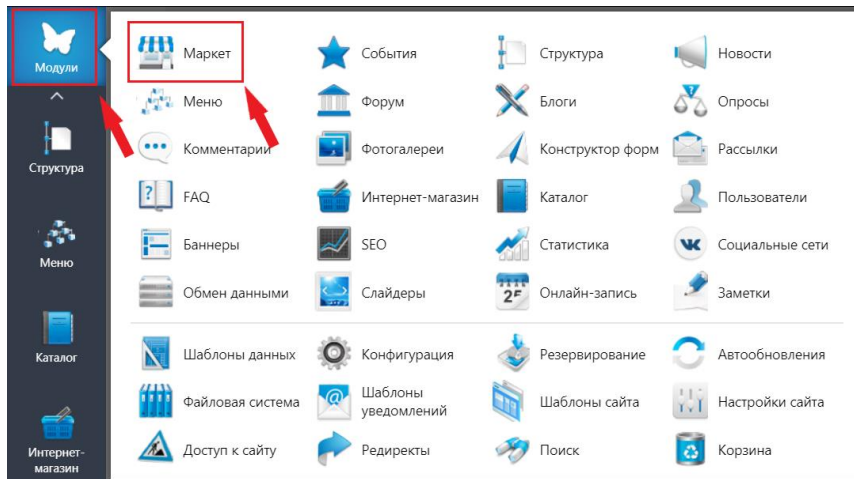 Модули
Структура
Меню
Каталог
Интернет-
магазин
Маркет
События
Структура
Новости
Меню
Форум
Блоги
Опросы
Комментарии
Фотогалереи
Конструктор форм
Рассылки
FAQ
Интернет-магазин
Каталог
Пользователи
Баннеры
SEO
Статистика
Социальные сети
Обмен данными
Слайдеры
Онлайн-запись
Заметки
Шаблоны данных
Конфигурация
Резервирование
Автообновления
Файловая система
Шаблоны
уведомлений
Шаблоны сайта
Настройки сайта
Доступ к сайту
Редиректы
Поиск
Корзина